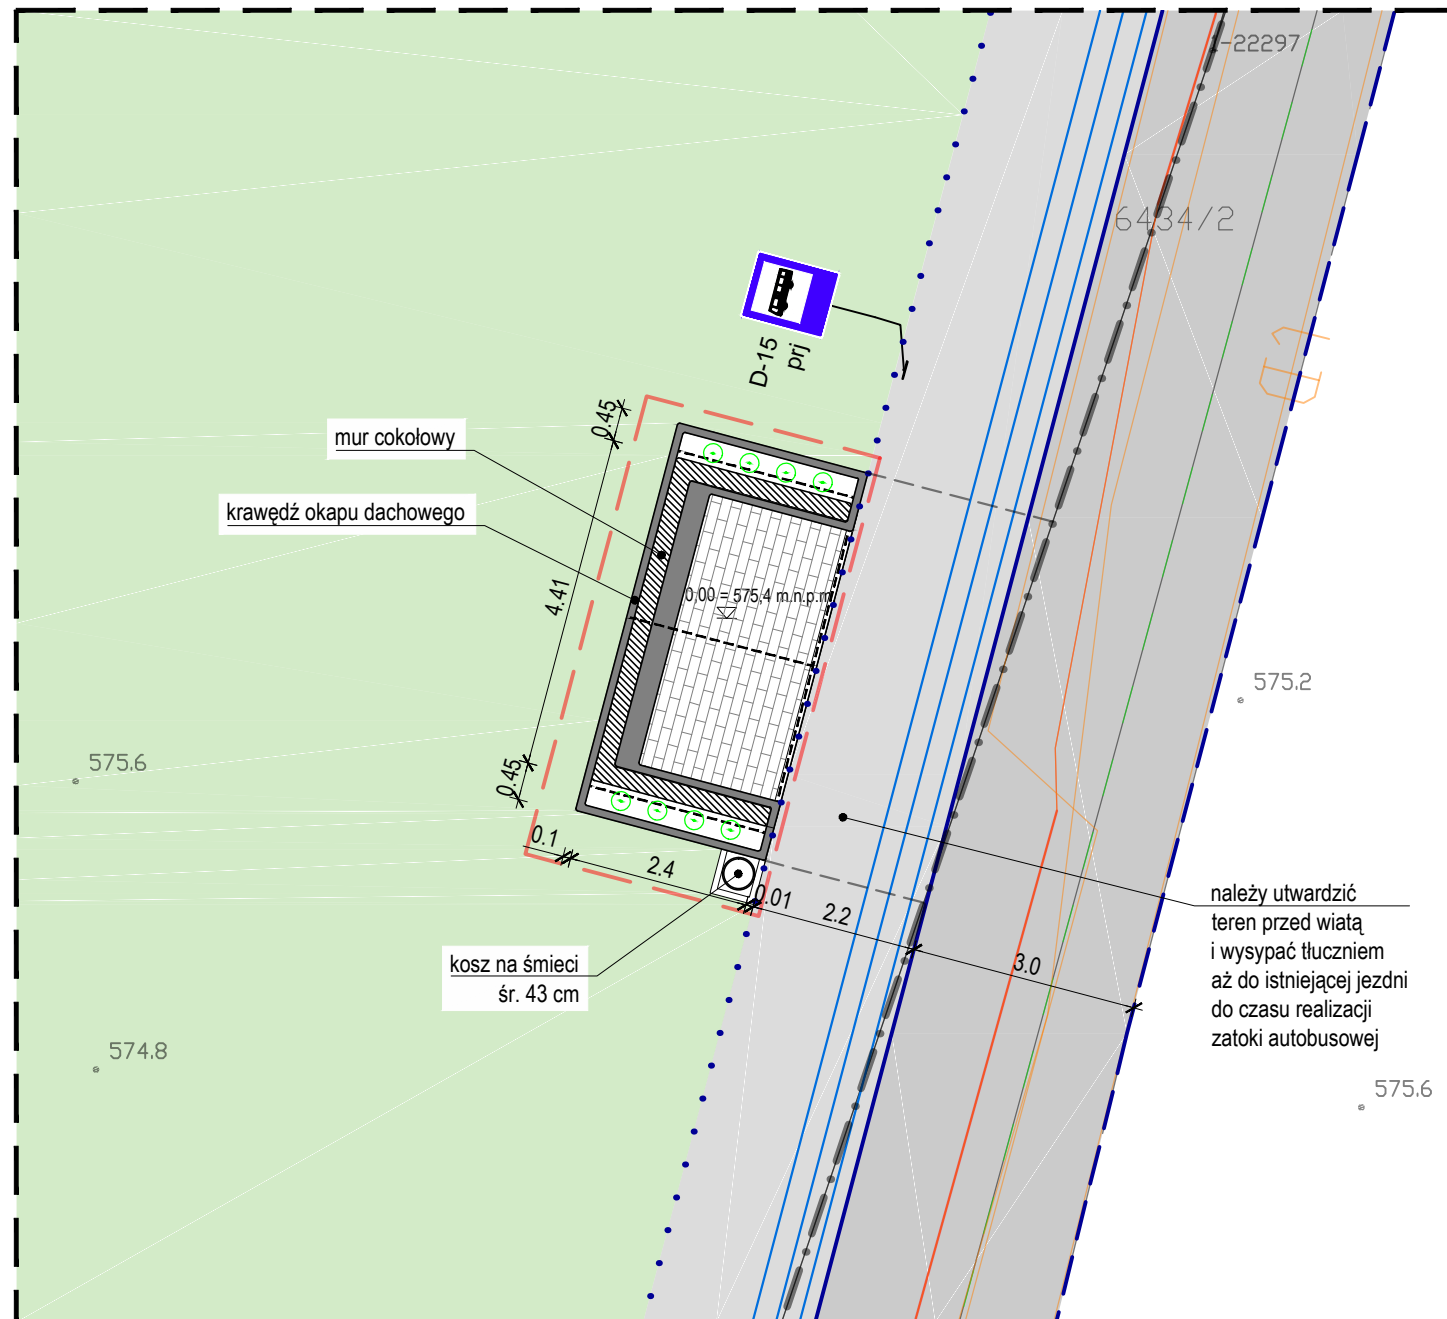 -22297
6434/2
D-15
prj
0.45
mur cokołowy
krawędź okapu dachowego
4.41
0,00 = 575,4 m.n.p.m
575.2
575.6
0.45
0.1
2.4
0.01
2.2
3.0
należy utwardzić
teren przed wiatą
i wysypać tłuczniem
aż do istniejącej jezdni
do czasu realizacji
zatoki autobusowej
kosz na śmieci
śr. 43 cm
574.8
575.6